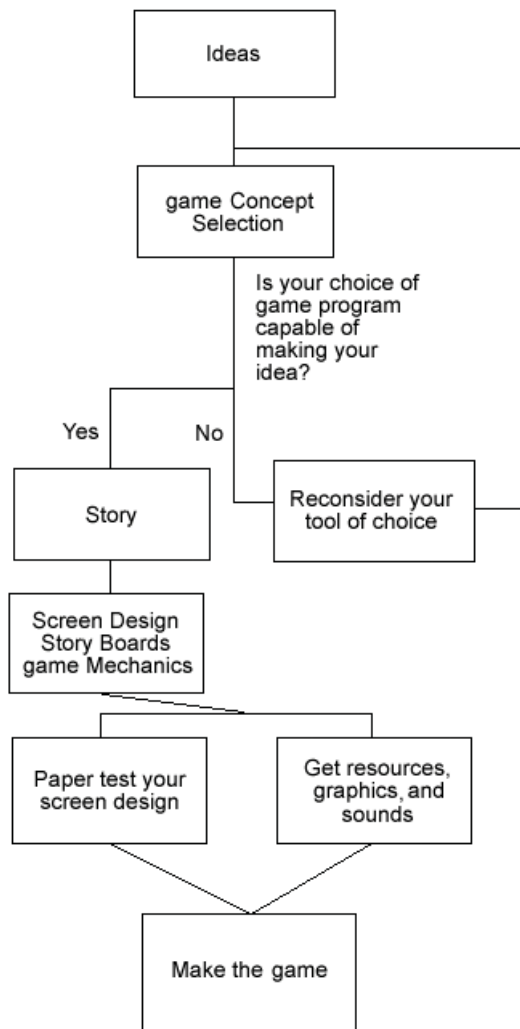 Ideas
game Concept
Selection
Is your choice of
game program
capable of
making your
idea?
Yes
No
Story
Reconsider your
tool of choice
Screen Design
Story Boards
game Mechanics
Paper test your
screen design
Get resources,
graphics, and
sounds
Make the game